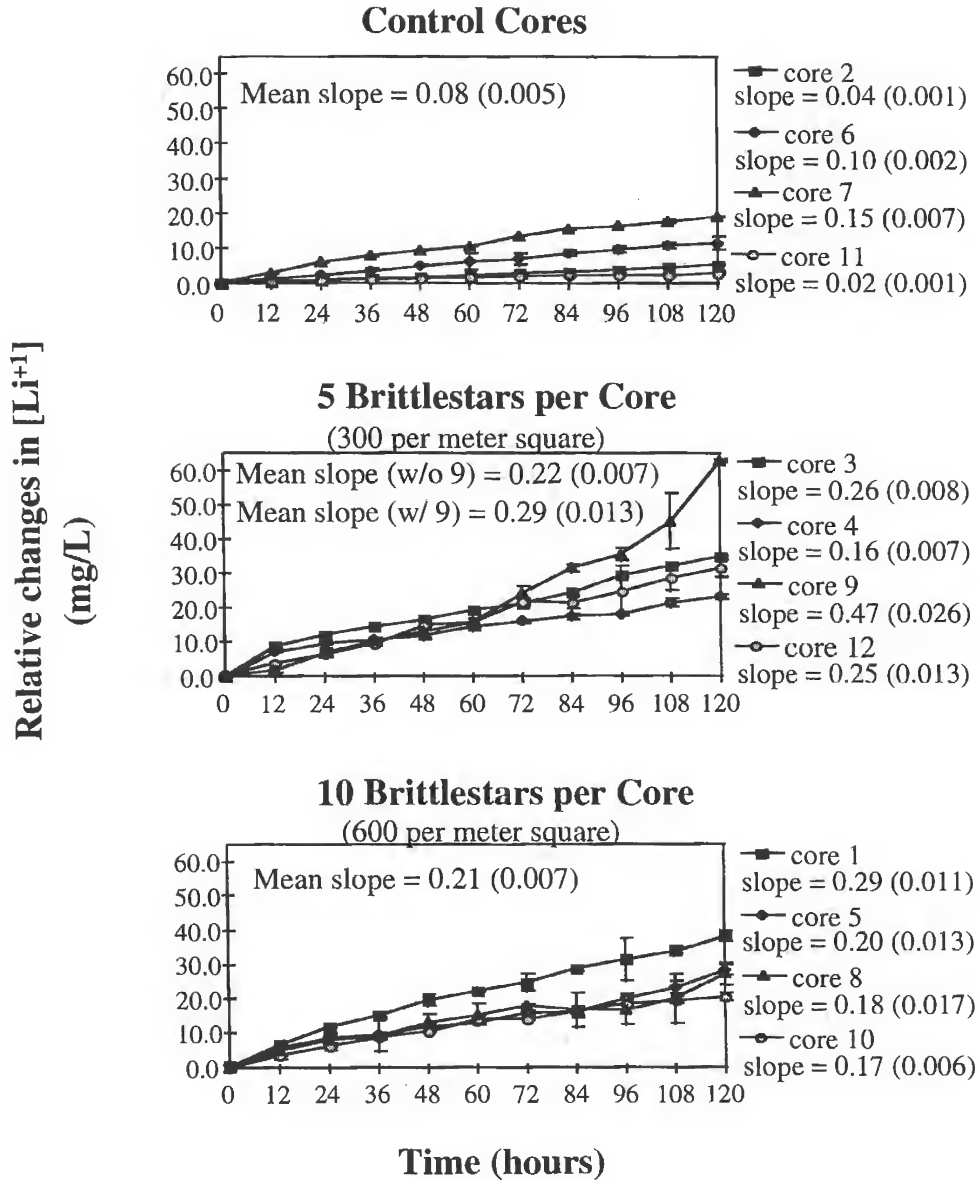 Control Cores
Mean slope = 0.08 (0.005)
60.0
50.0
40.0
30.0
20.0
10.0
0.0
0 12 24 36 48 60 72 84 96 108 120
core 2
slope = 0.04 (0.001)
core 6
slope = 0.10 (0.002)
core 7
slope = 0.15 (0.007)
core 11
slope = 0.02 (0.001)
Relative changes in [Li+1]
(mg/L)
5 Brittlestars per Core
(300 per meter square)
Mean slope (w/o 9) = 0.22 (0.007)
Mean slope (w/ 9) = 0.29 (0.013)
60.0
50.0
40.0
30.0
20.0
10.0
0.0
0 12 24 36 48 60 72 84 96 108 120
core 3
slope = 0.26 (0.008)
core 4
slope = 0.16 (0.007)
core 9
slope = 0.47 (0.026)
core 12
slope = 0.25 (0.013)
10 Brittlestars per Core
(600 per meter square)
Mean slope = 0.21 (0.007)
60.0
50.0
40.0
30.0
20.0
10.0
0.0
0 12 24 36 48 60 72 84 96 108 120
core 1
slope = 0.29 (0.011)
core 5
slope = 0.20 (0.013)
core 8
slope = 0.18 (0.017)
core 10
slope = 0.17 (0.006)
Time (hours)